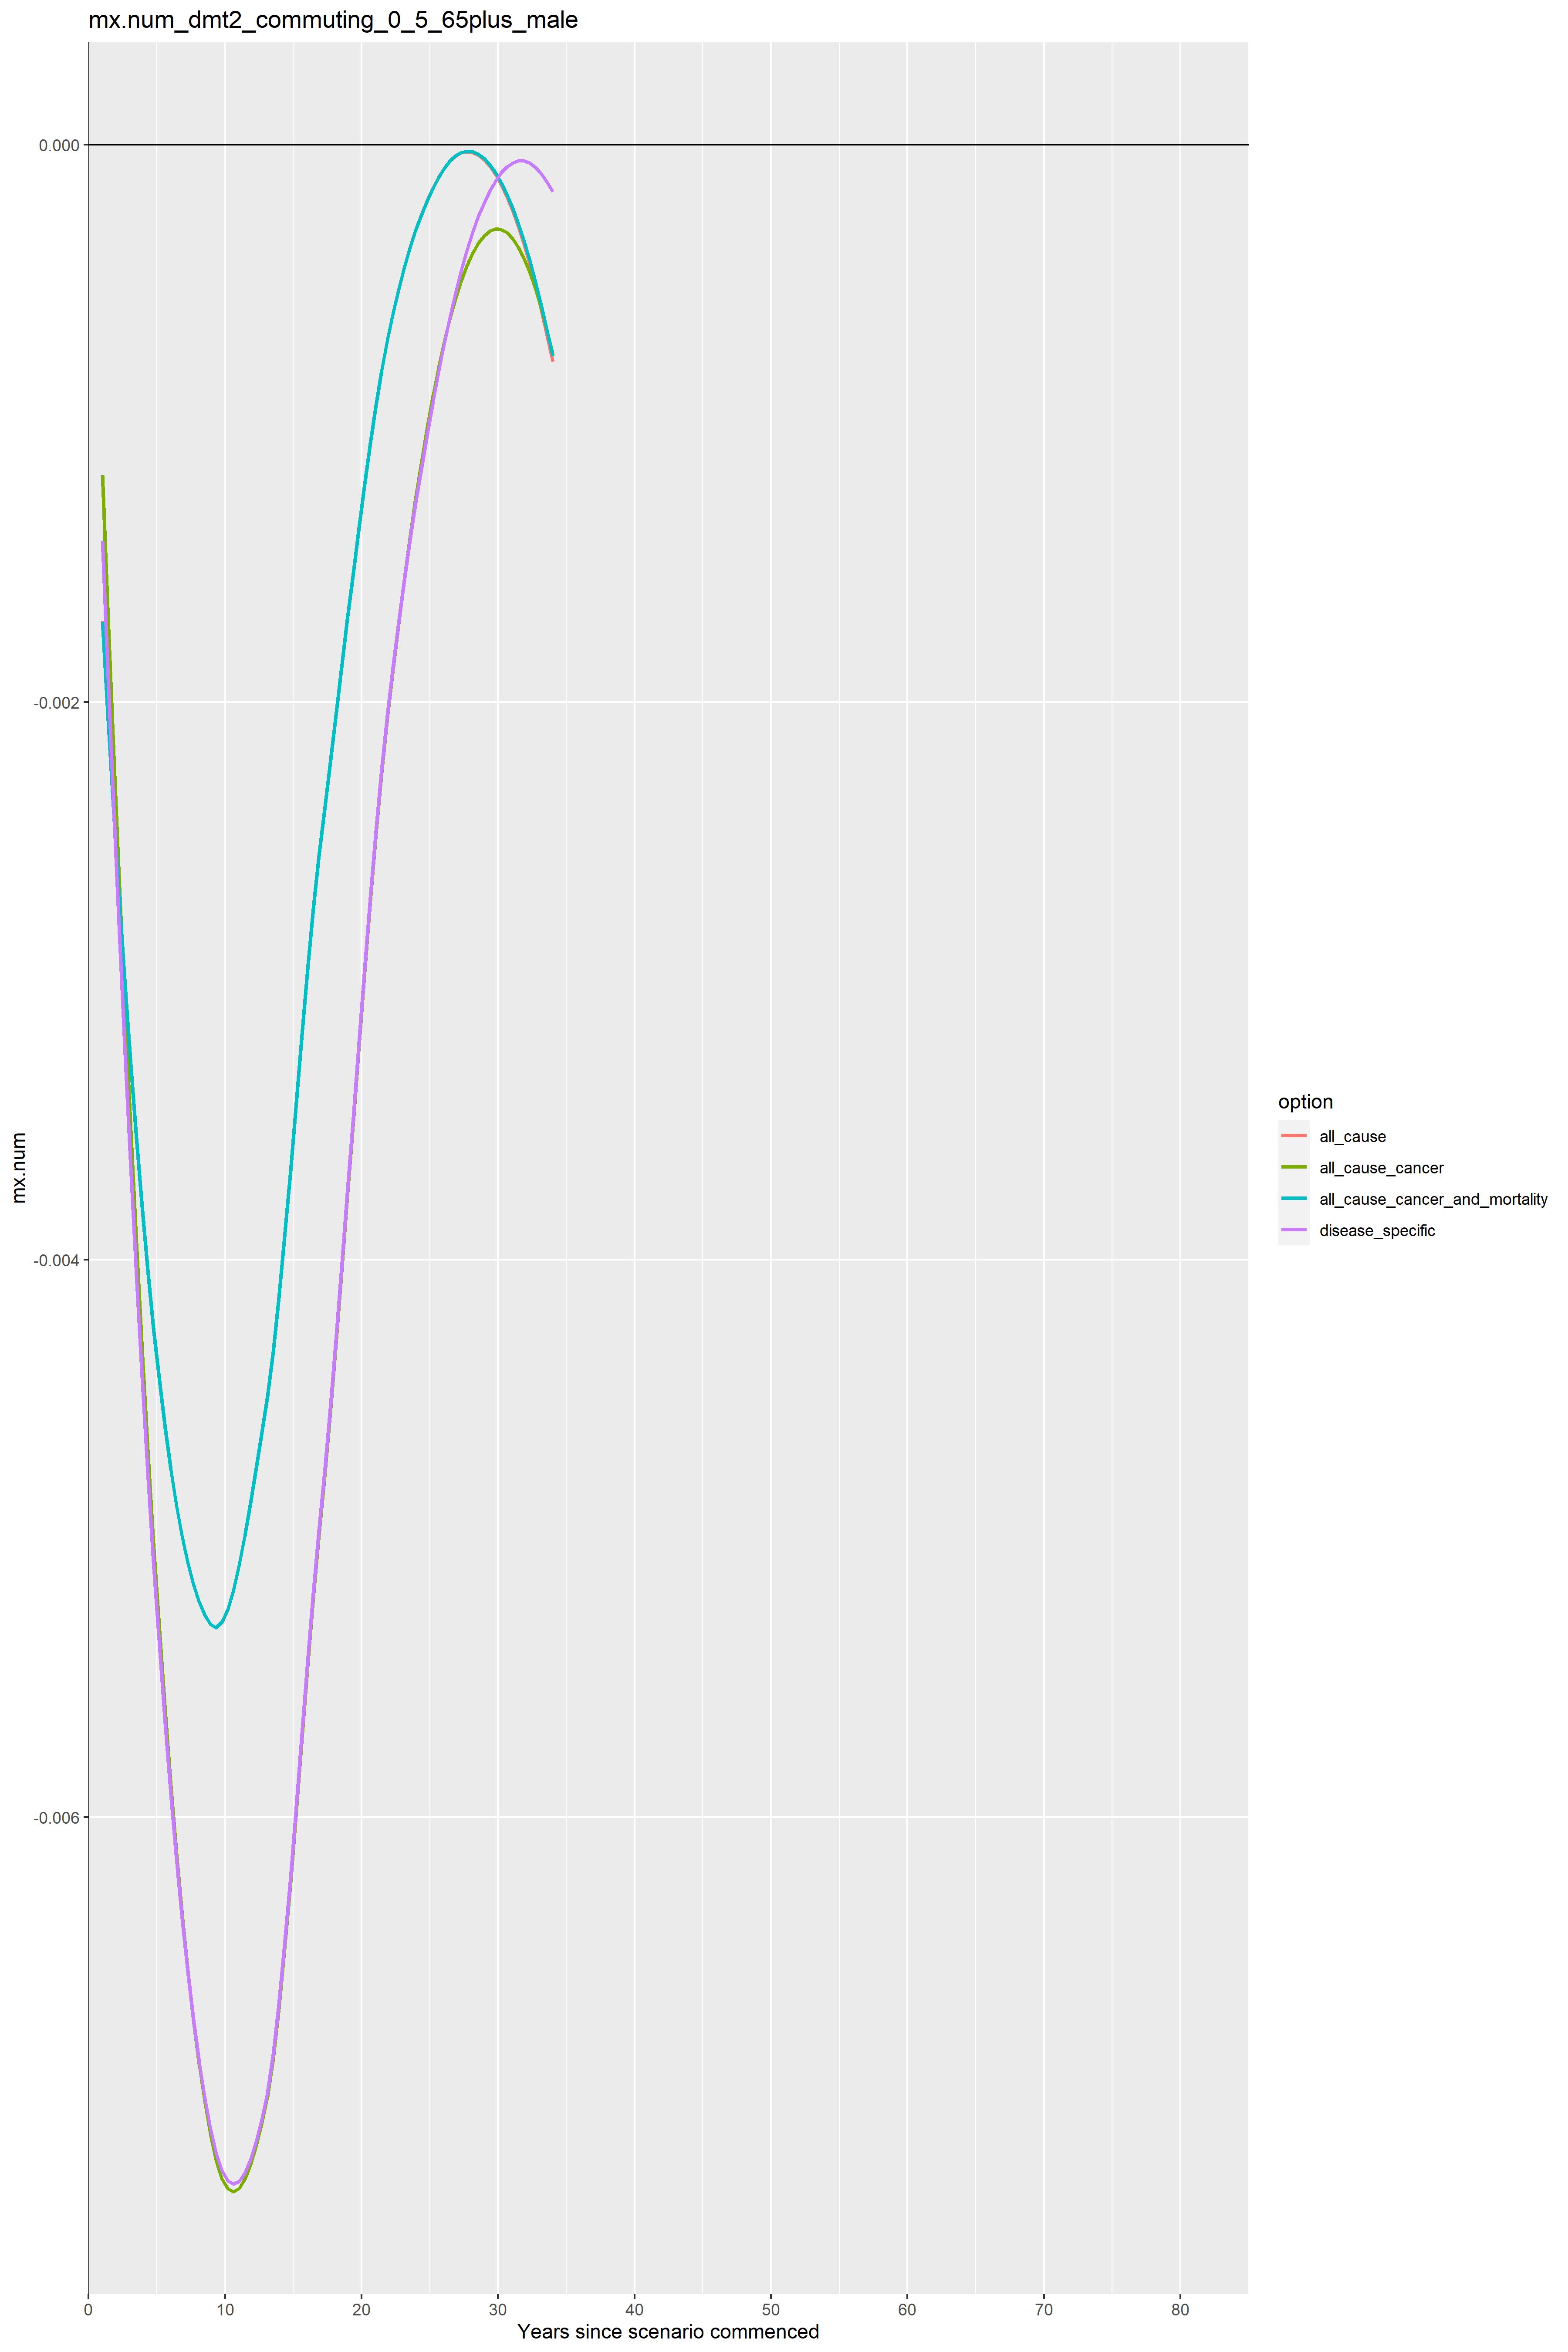 mx.num_dmt2_commuting_0_5_65plus_male
0.000
-0.002
-0.004
-0.006
mx.num
0 10 20 30 40 50 60 70 80
Years since scenario commenced
option
all_cause
all_cause_cancer
all_cause_cancer_and_mortality
disease_specific